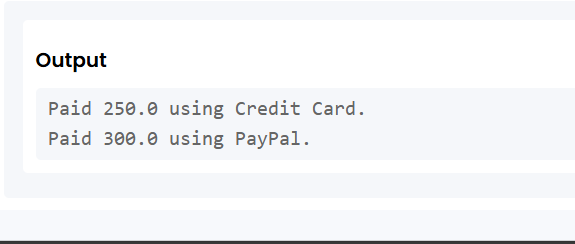 Output
Paid 250.0 using Credit Card.
Paid 300.0 using PayPal.